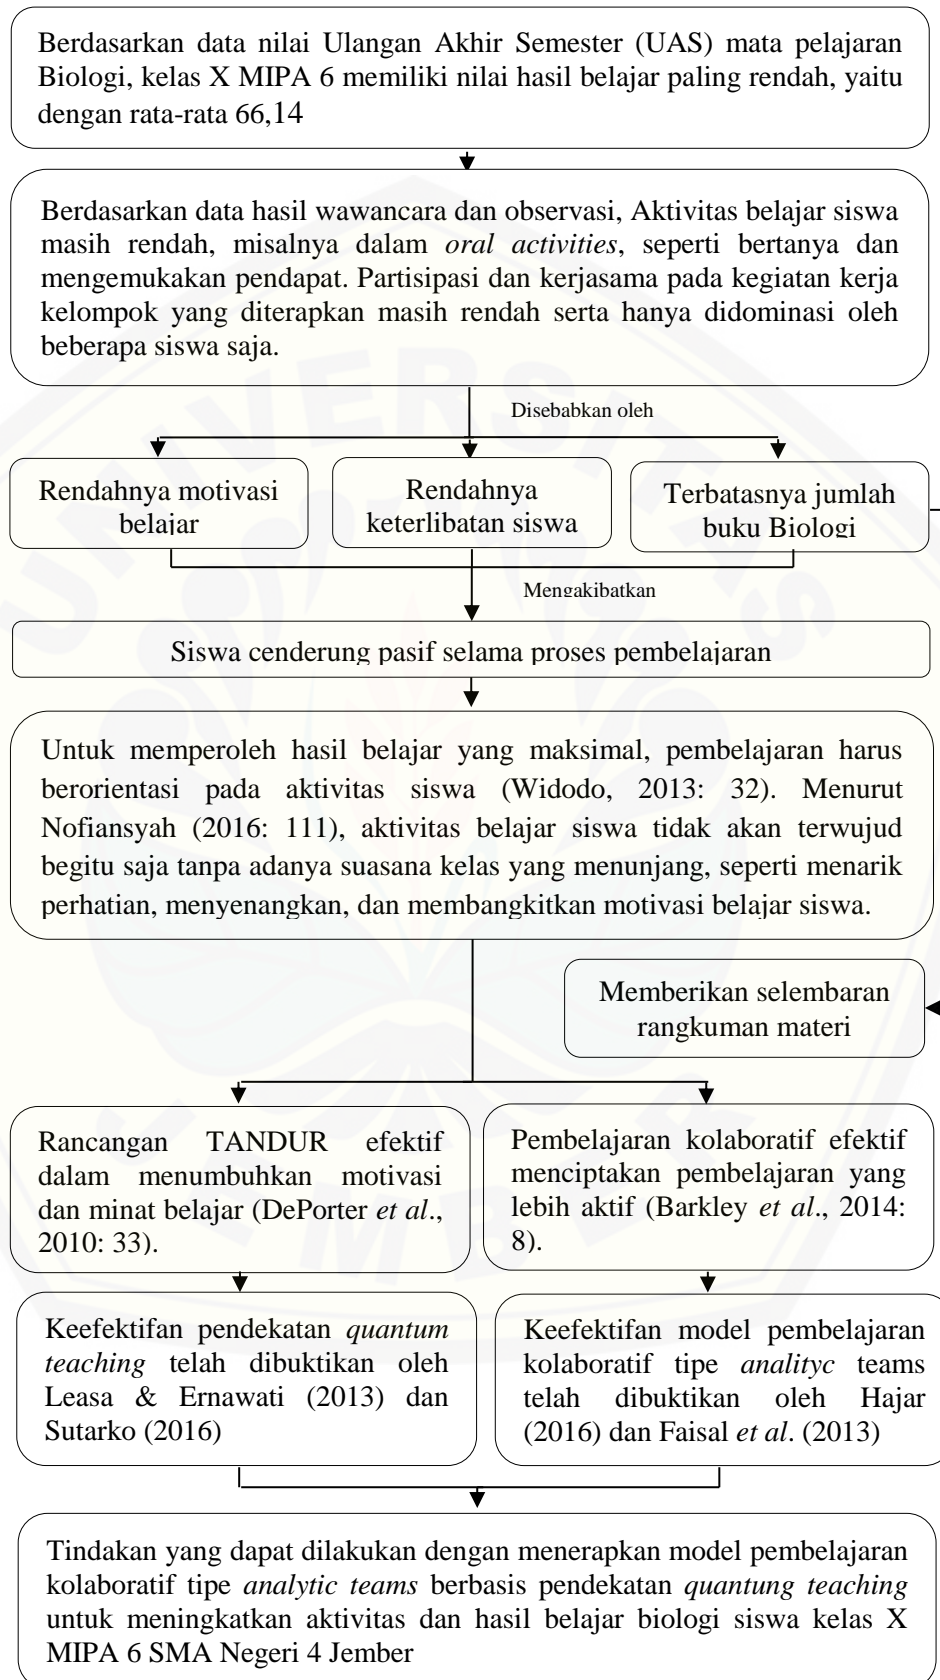 Berdasarkan data nilai Ulangan Akhir Semester (UAS) mata pelajaran
Biologi, kelas X MIPA 6 memiliki nilai hasil belajar paling rendah, yaitu
dengan rata-rata 66,14
Berdasarkan data hasil wawancara dan observasi, Aktivitas belajar siswa
masih rendah, misalnya dalam oral activities, seperti bertanya dan
mengemukakan pendapat. Partisipasi dan kerjasama pada kegiatan kerja
kelompok yang diterapkan masih rendah serta hanya didominasi oleh
beberapa siswa saja.
Disebabkan oleh
Rendahnya motivasi
belajar
Rendahnya
keterlibatan siswa
Terbatasnya jumlah
buku Biologi
Mengakibatkan
Siswa cenderung pasif selama proses pembelajaran
Untuk memperoleh hasil belajar yang maksimal, pembelajaran harus
berorientasi pada aktivitas siswa (Widodo, 2013: 32). Menurut
Nofiansyah (2016: 111), aktivitas belajar siswa tidak akan terwujud
begitu saja tanpa adanya suasana kelas yang menunjang, seperti menarik
perhatian, menyenangkan, dan membangkitkan motivasi belajar siswa.
Memberikan selembaran
rangkuman materi
Rancangan TANDUR efektif
dalam menumbuhkan motivasi
dan minat belajar (DePorter et al.,
2010: 33).
Pembelajaran kolaboratif efektif
menciptakan pembelajaran yang
lebih aktif (Barkley et al., 2014:
8).
Keefektifan pendekatan quantum
teaching telah dibuktikan oleh
Leasa & Ernawati (2013) dan
Sutarko (2016)
Keefektifan model pembelajaran
kolaboratif tipe analityc teams
telah dibuktikan oleh Hajar
(2016) dan Faisal et al. (2013)
Tindakan yang dapat dilakukan dengan menerapkan model pembelajaran
kolaboratif tipe analytic teams berbasis pendekatan quantung teaching
untuk meningkatkan aktivitas dan hasil belajar biologi siswa kelas X
MIPA 6 SMA Negeri 4 Jember
UNIVERSITAS
JEMBER